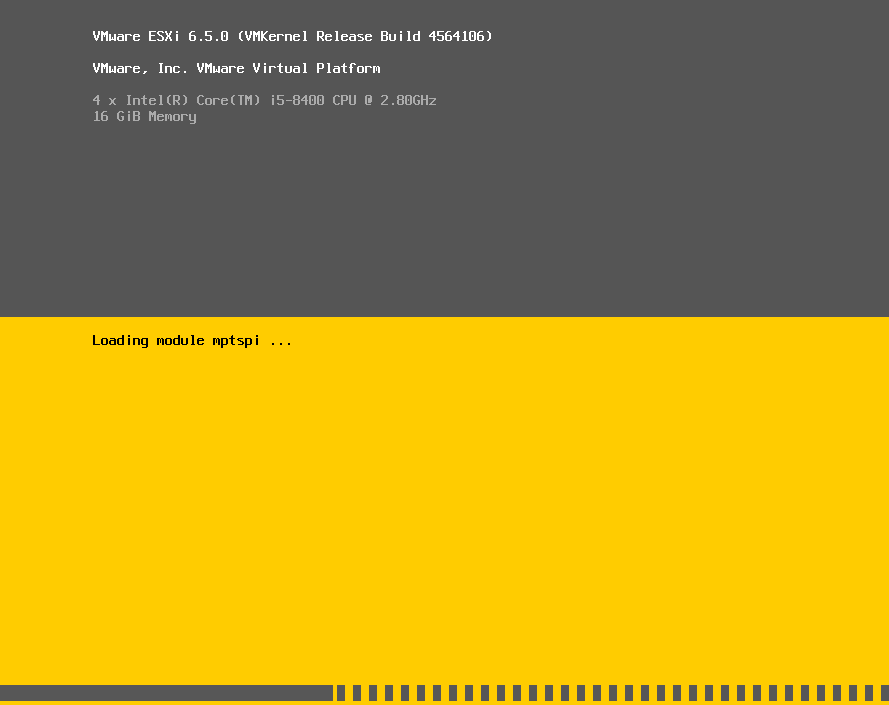 VMware ESXi 6.5.0 (VMKernel Release Build 4564106)
VMware, Inc. VMware Virtual Platform
4 x Intel(R) Core(TM) i5-8400 CPU @ 2.80GHz
16 GiB Memory
Loading module mptspi ...